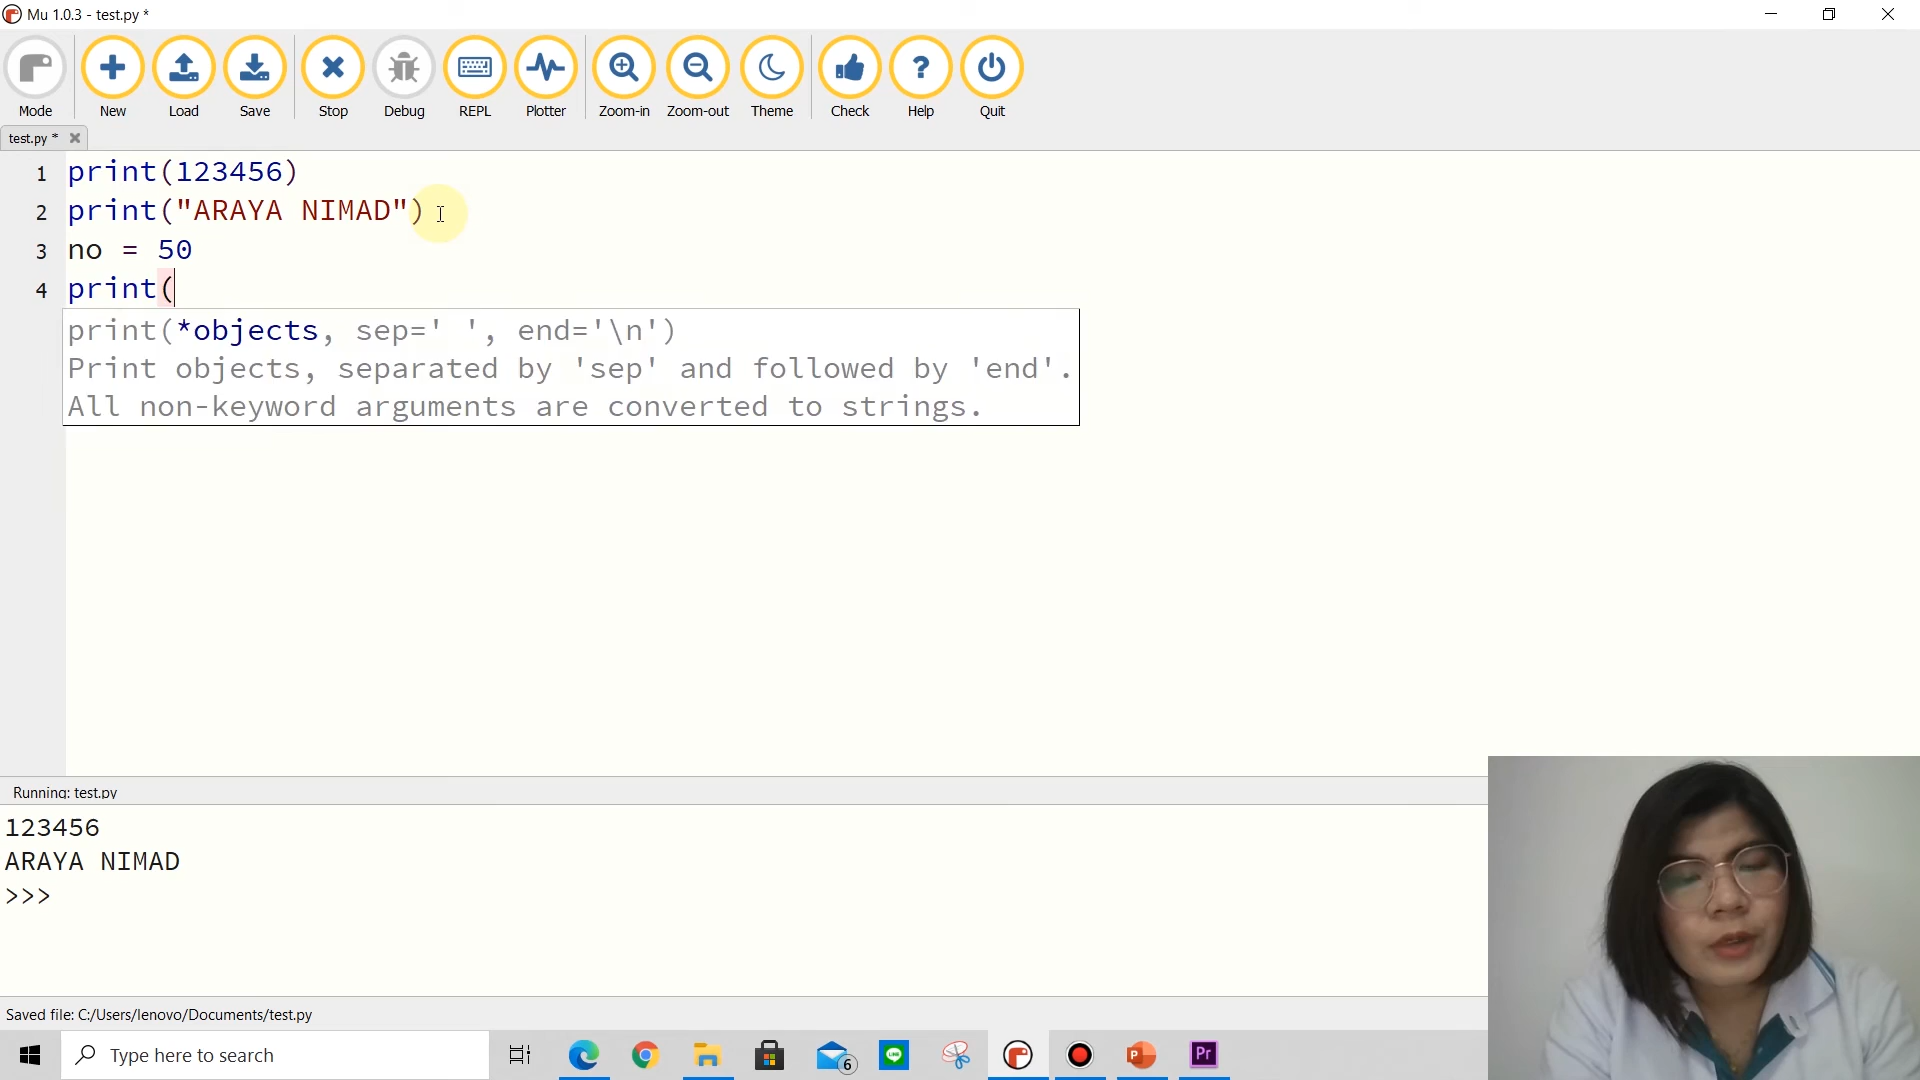 Mu 1.0.3 - test.py *
Mode New Load Save Stop Debug REPL Plotter Zoom-in Zoom-out Theme Check Help Quit
test.py *
1 print(123456)
2 print("ARAYA NIMAD")
3 no = 50
4 print(
print(*objects, sep=' ', end='\n')
Print objects, separated by 'sep' and followed by 'end'.
All non-keyword arguments are converted to strings.
Running: test.py
123456
ARAYA NIMAD
>>>
Saved file: C:/Users/lenovo/Documents/test.py
Type here to search
6
LINE
P
Pr